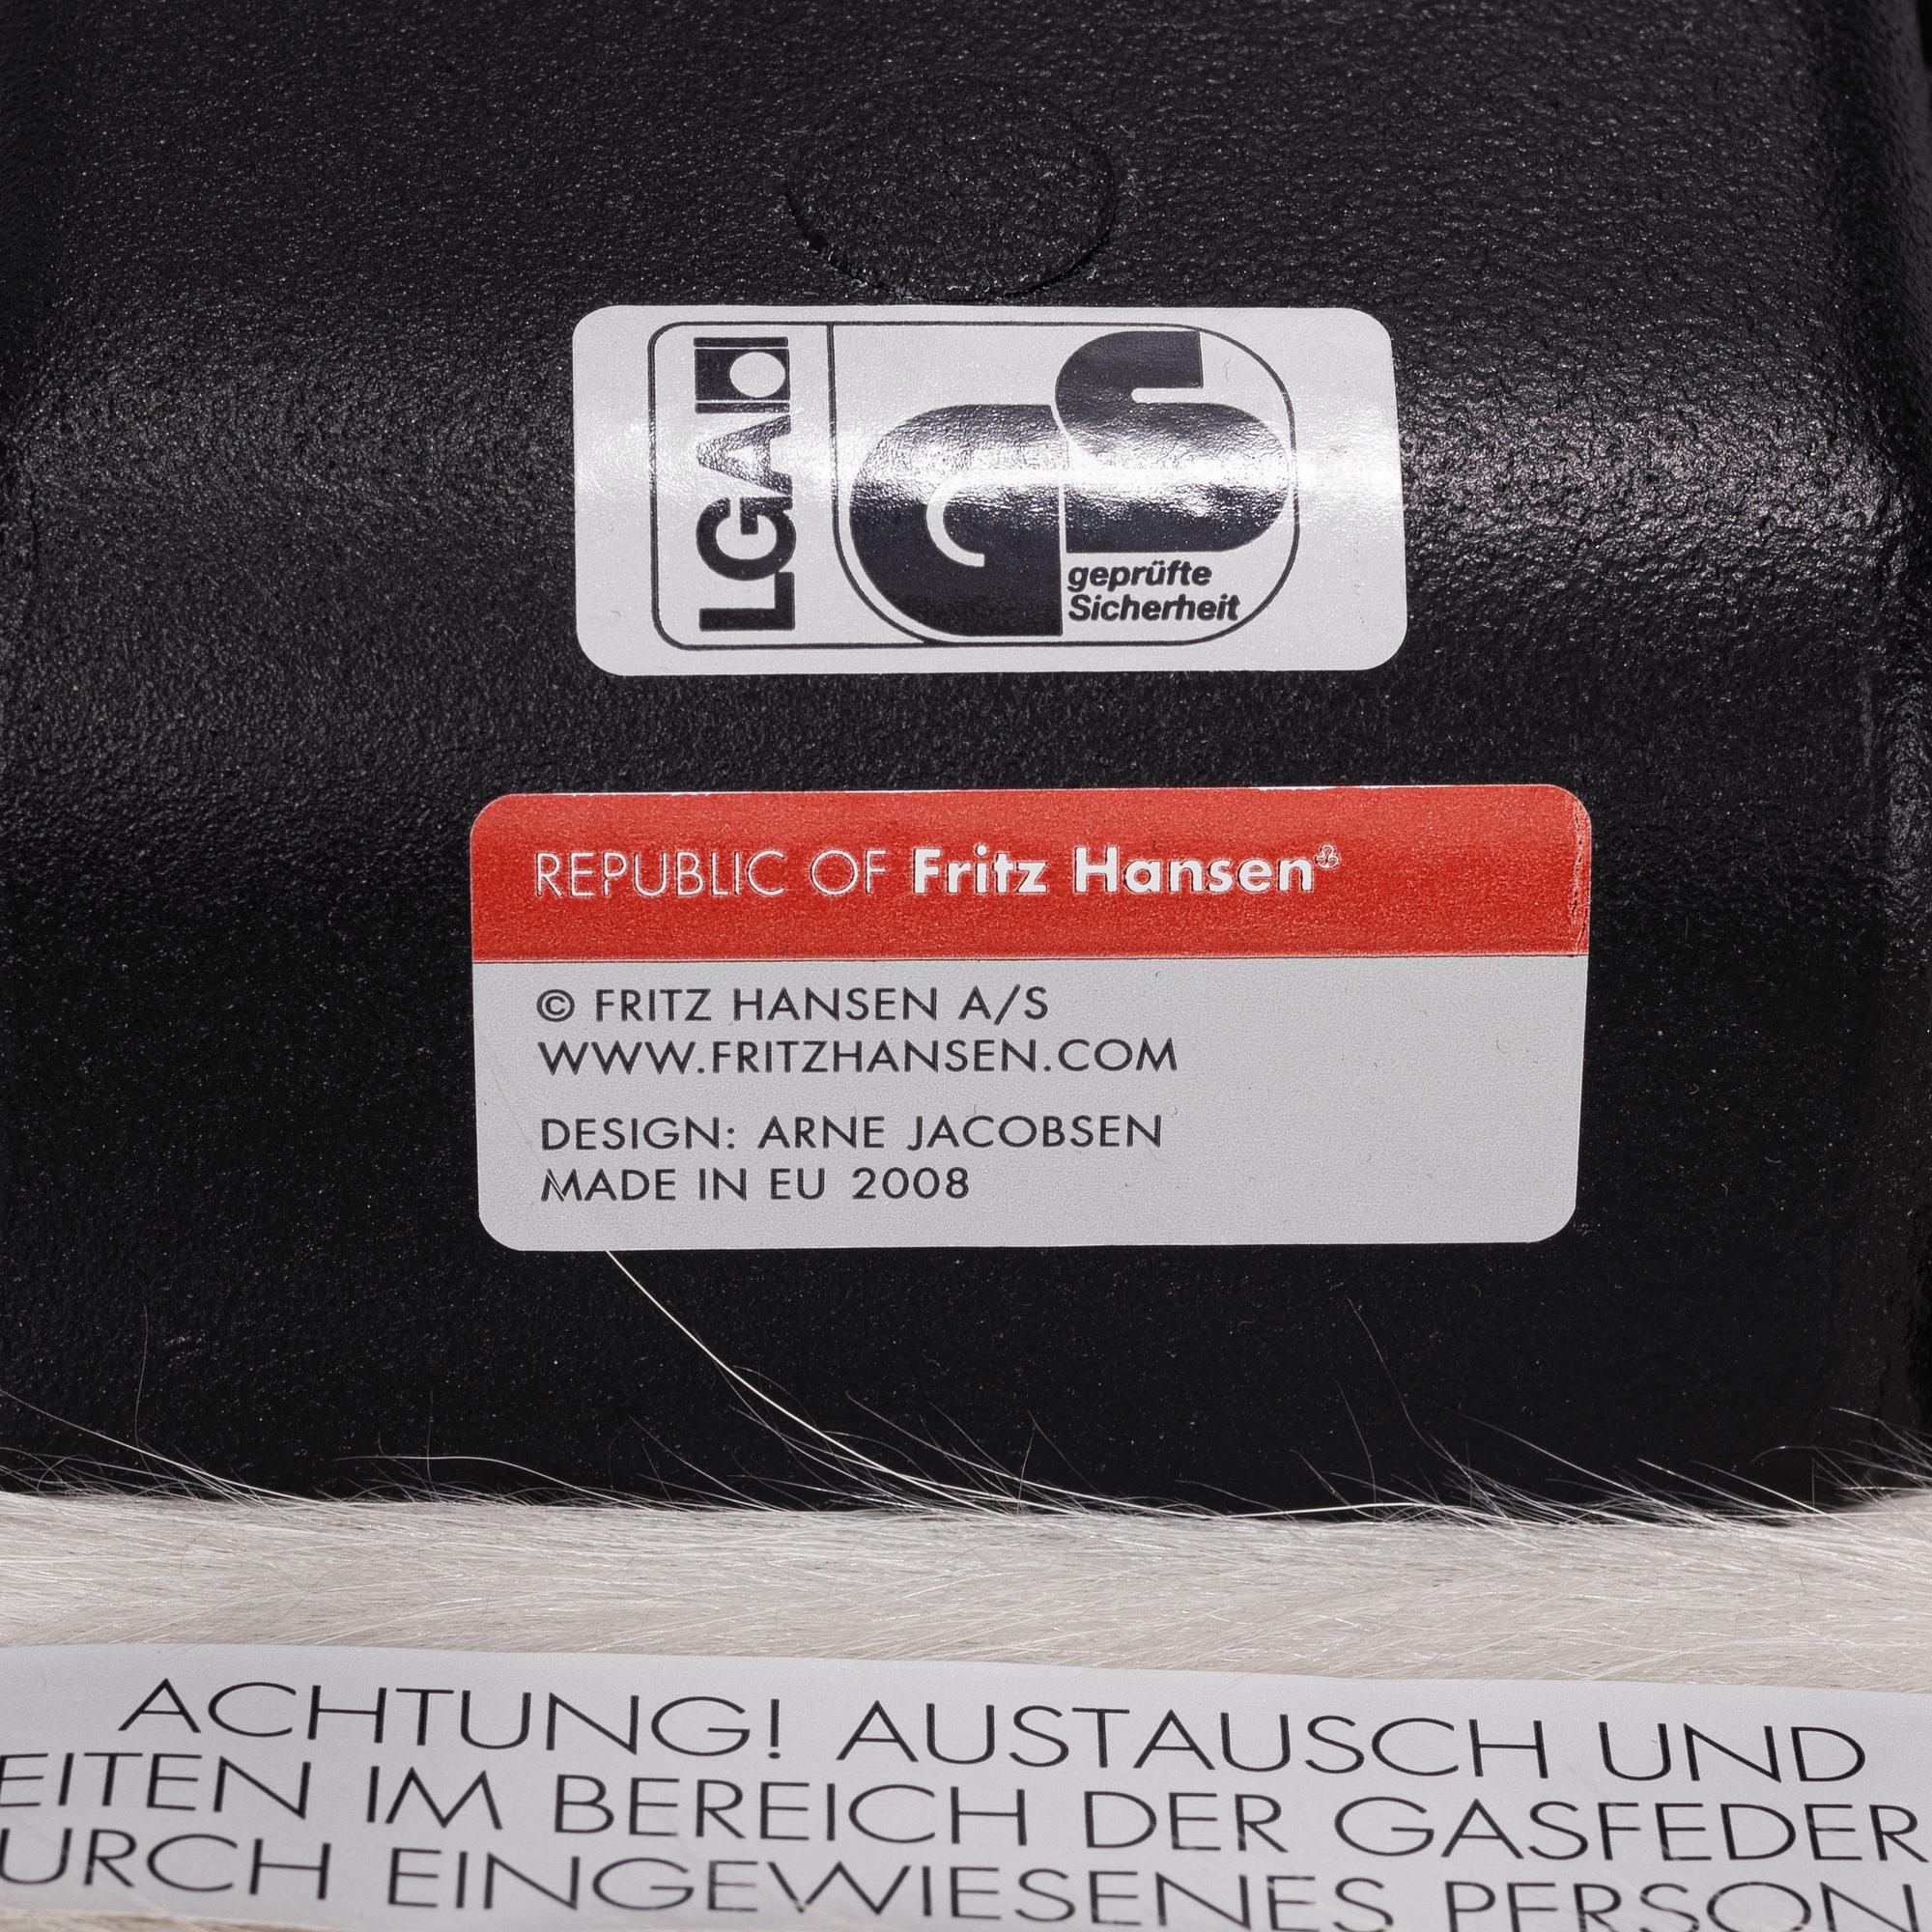 LGA
GS
geprüfte
Sicherheit
REPUBLIC OF Fritz Hansen
© FRITZ HANSEN A/S
WWW.FRITZHANSEN.COM
DESIGN: ARNE JACOBSEN
MADE IN EU 2008
ACHTUNG! AUSTAUSCH UND
EITEN IM BEREICH DER GASFEDER
URCH EINGEWIESENES PERSON